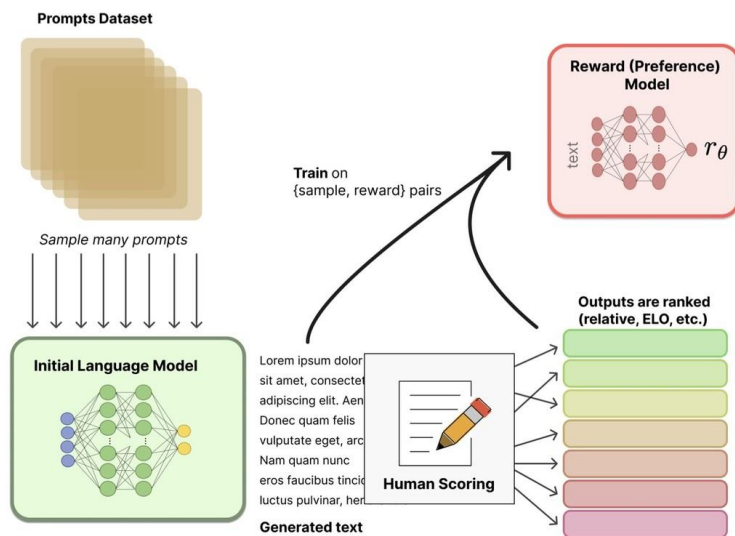 Prompts Dataset
Sample many prompts
Initial Language Model
Train on
{sample, reward} pairs
Reward (Preference)
Model
text
rθ
Lorem ipsum dolor
sit amet, consectet
adipiscing elit. Aen
Donec quam felis
vulputate eget, arc
Nam quam nunc
eros faucibus tincid
luctus pulvinar, her
Generated text
Human Scoring
Outputs are ranked
(relative, ELO, etc.)